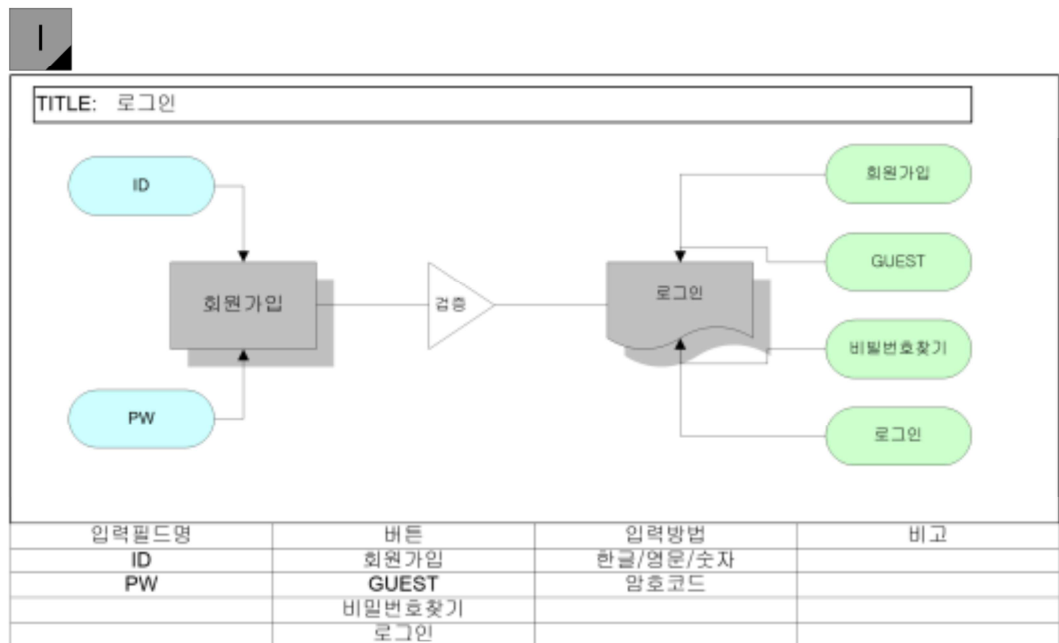 I
TITLE: 로그인
ID
회원가입
GUEST
회원가입
검증
로그인
비밀번호찾기
PW
로그인
입력필드명 버튼 입력방법 비고
ID 회원가입 한글/영문/숫자
PW GUEST 암호코드
비밀번호찾기
로그인